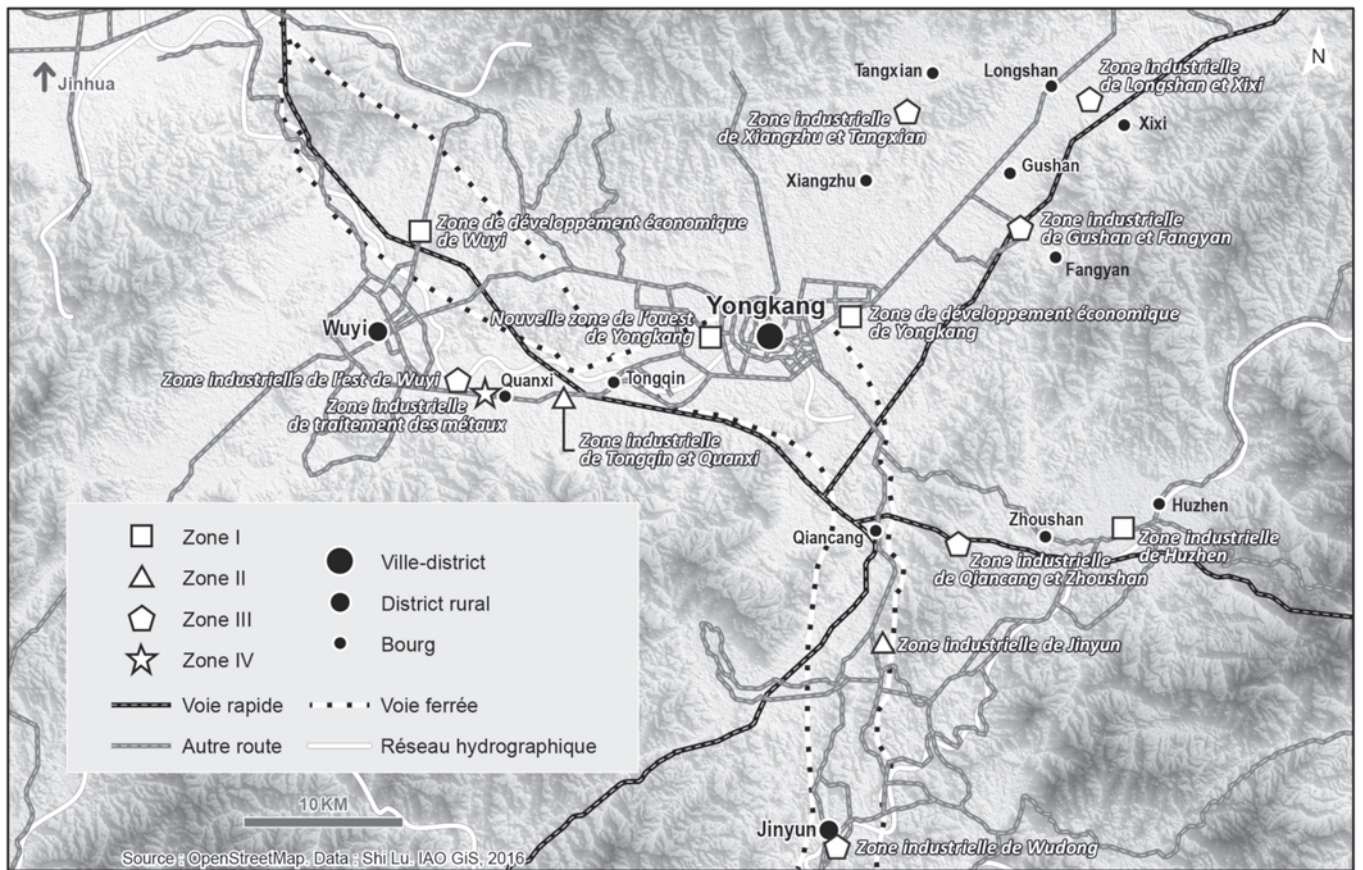 N
Jinhua
Tangxian
Longshan
Zone industrielle
de Longshan et Xixi
Zone industrielle
de Xiangzhu et Tangxian
Xixi
Xiangzhu
Gushan
Zone de développement économique
de Wuyi
Zone industrielle
de Gushan et Fangyan
Fangyan
Yongkang
Nouvelle zone de l'ouest
de Yongkang
Zone de développement économique
de Yongkang
Wuyi
Zone industrielle de l'est de Wuyi
Quanxi
Tongqin
Zone industrielle
de traitement des métaux
Zone industrielle
de Tongqin et Quanxi
Huzhen
Zhoushan
Qiancang
Zone industrielle
de Huzhen
Zone industrielle
de Qiancang et Zhoushan
Zone industrielle de Jinyun
Jinyun
Zone industrielle de Wudong
Zone I
Zone II
Zone III
Zone IV
Ville-district
District rural
Bourg
Voie rapide
Voie ferrée
Autre route
Réseau hydrographique
10 KM
Source : OpenStreetMap. Data : Shi Lu. IAO GiS, 2016